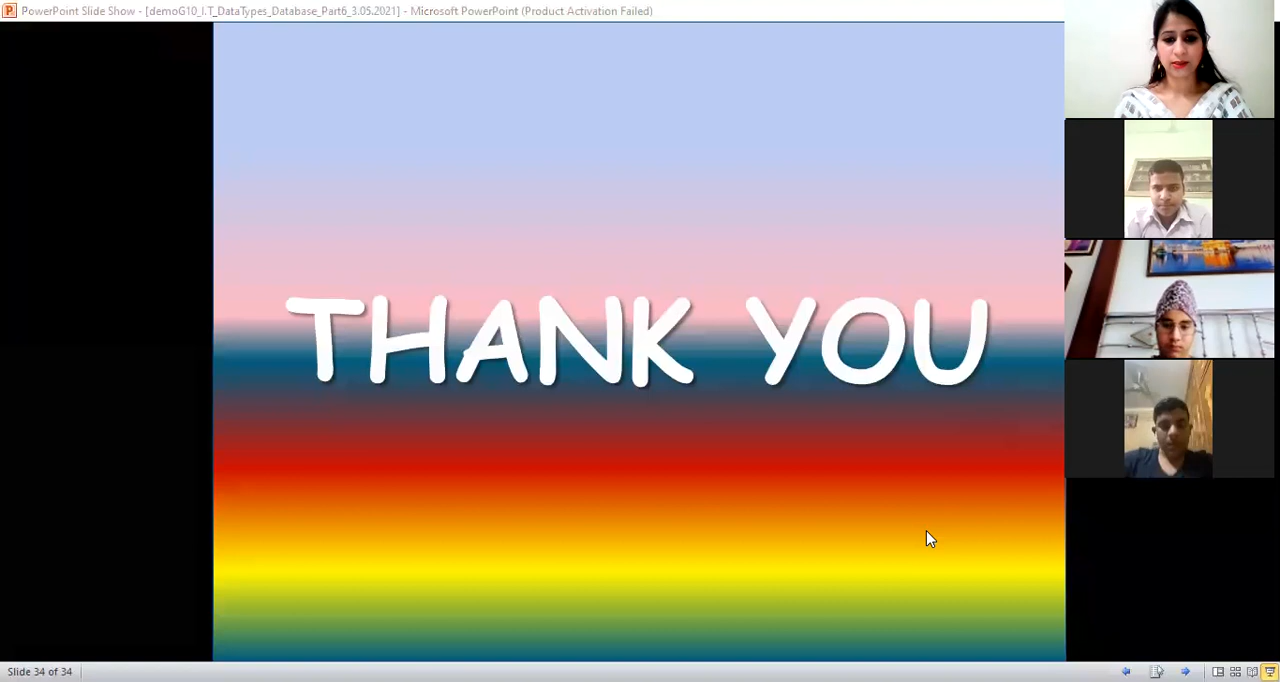 PowerPoint Slide Show - [demoG10_I.T_DataTypes_Database_Part6_3.05.2021] - Microsoft PowerPoint (Product Activation Failed)
THANK YOU
Slide 34 of 34